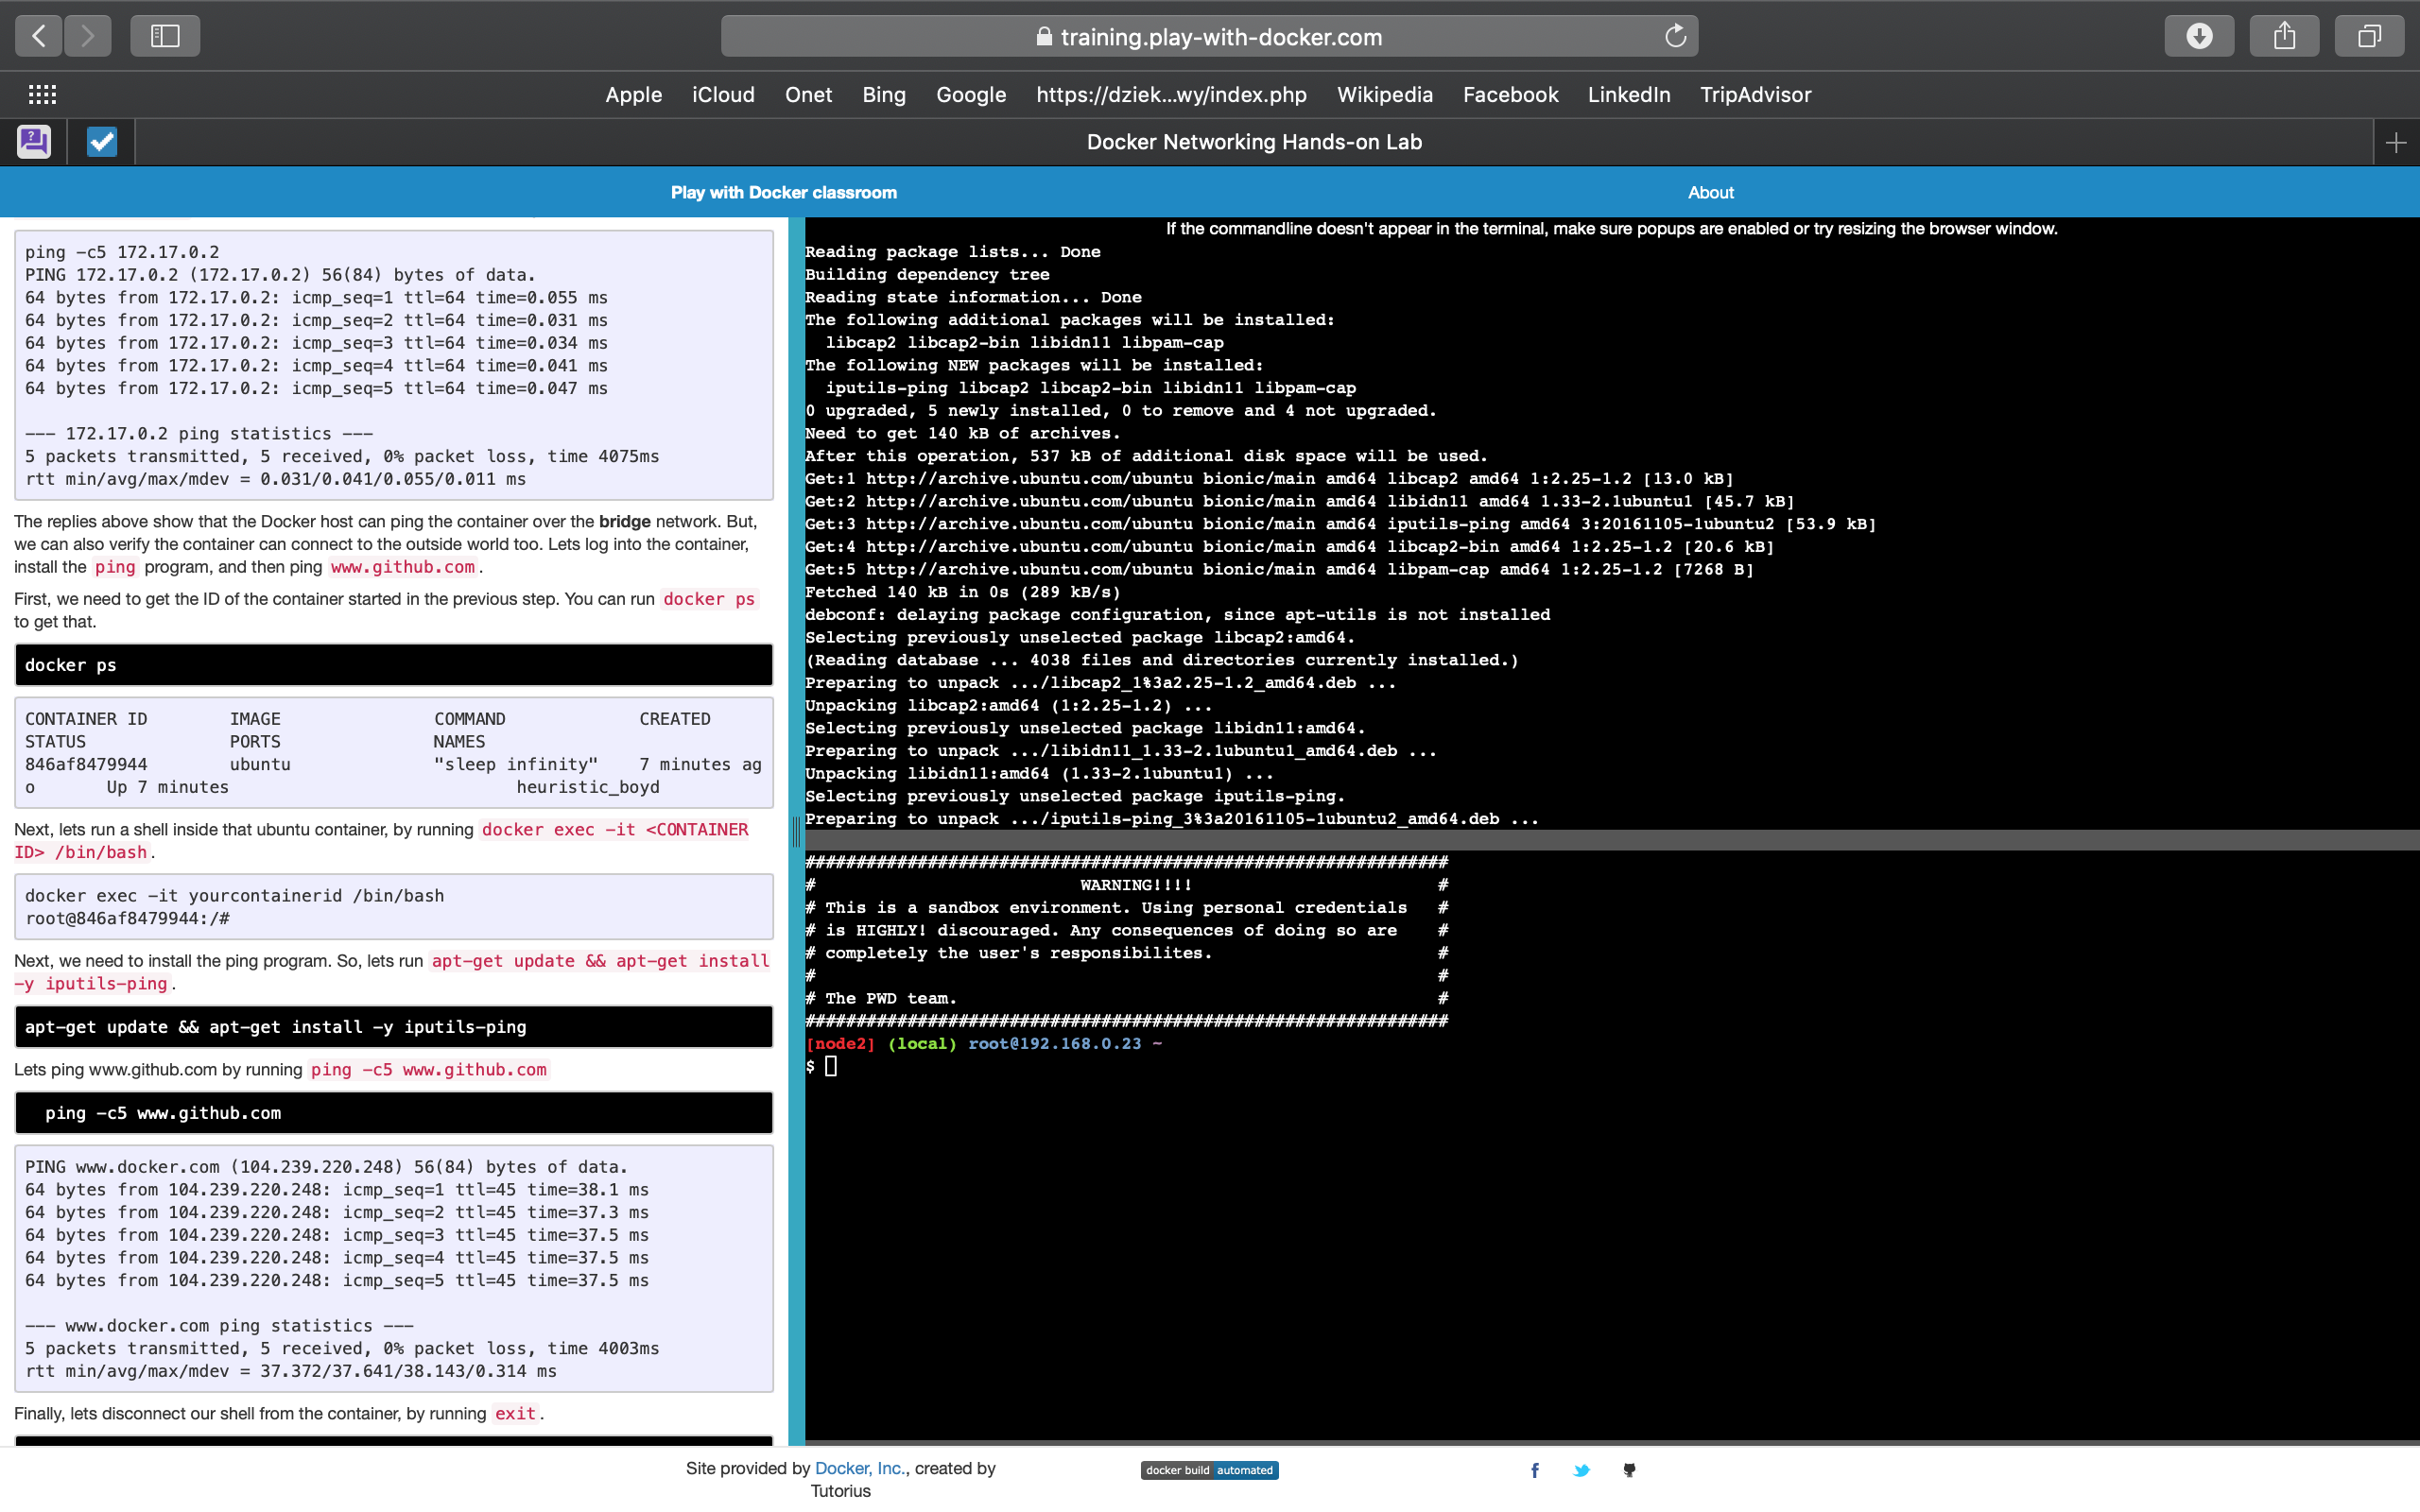 training.play-with-docker.com
Apple iCloud Onet Bing Google https://dziek...wy/index.php Wikipedia Facebook LinkedIn TripAdvisor
Docker Networking Hands-on Lab
Play with Docker classroom
About
ping -c5 172.17.0.2
PING 172.17.0.2 (172.17.0.2) 56(84) bytes of data.
64 bytes from 172.17.0.2: icmp_seq=1 ttl=64 time=0.055 ms
64 bytes from 172.17.0.2: icmp_seq=2 ttl=64 time=0.031 ms
64 bytes from 172.17.0.2: icmp_seq=3 ttl=64 time=0.034 ms
64 bytes from 172.17.0.2: icmp_seq=4 ttl=64 time=0.041 ms
64 bytes from 172.17.0.2: icmp_seq=5 ttl=64 time=0.047 ms
--- 172.17.0.2 ping statistics ---
5 packets transmitted, 5 received, 0% packet loss, time 4075ms
rtt min/avg/max/mdev = 0.031/0.041/0.055/0.011 ms
The replies above show that the Docker host can ping the container over the bridge network. But,
we can also verify the container can connect to the outside world too. Lets log into the container,
install the ping program, and then ping www.github.com.
First, we need to get the ID of the container started in the previous step. You can run docker ps
to get that.
docker ps
CONTAINER ID IMAGE COMMAND CREATED
STATUS PORTS NAMES
846af8479944 ubuntu "sleep infinity" 7 minutes ag
o Up 7 minutes heuristic_boyd
Next, lets run a shell inside that ubuntu container, by running docker exec -it <CONTAINER
ID> /bin/bash.
docker exec -it yourcontainerid /bin/bash
root@846af8479944:/#
Next, we need to install the ping program. So, lets run apt-get update && apt-get install
-y iputils-ping.
apt-get update && apt-get install -y iputils-ping
Lets ping www.github.com by running ping -c5 www.github.com
ping -c5 www.github.com
PING www.docker.com (104.239.220.248) 56(84) bytes of data.
64 bytes from 104.239.220.248: icmp_seq=1 ttl=45 time=38.1 ms
64 bytes from 104.239.220.248: icmp_seq=2 ttl=45 time=37.3 ms
64 bytes from 104.239.220.248: icmp_seq=3 ttl=45 time=37.5 ms
64 bytes from 104.239.220.248: icmp_seq=4 ttl=45 time=37.5 ms
64 bytes from 104.239.220.248: icmp_seq=5 ttl=45 time=37.5 ms
--- www.docker.com ping statistics ---
5 packets transmitted, 5 received, 0% packet loss, time 4003ms
rtt min/avg/max/mdev = 37.372/37.641/38.143/0.314 ms
Finally, lets disconnect our shell from the container, by running exit.
If the commandline doesn't appear in the terminal, make sure popups are enabled or try resizing the browser window.
Reading package lists... Done
Building dependency tree
Reading state information... Done
The following additional packages will be installed:
libcap2 libcap2-bin libidn11 libpam-cap
The following NEW packages will be installed:
iputils-ping libcap2 libcap2-bin libidn11 libpam-cap
0 upgraded, 5 newly installed, 0 to remove and 4 not upgraded.
Need to get 140 kB of archives.
After this operation, 537 kB of additional disk space will be used.
Get:1 http://archive.ubuntu.com/ubuntu bionic/main amd64 libcap2 amd64 1:2.25-1.2 [13.0 kB]
Get:2 http://archive.ubuntu.com/ubuntu bionic/main amd64 libidn11 amd64 1.33-2.1ubuntu1 [45.7 kB]
Get:3 http://archive.ubuntu.com/ubuntu bionic/main amd64 iputils-ping amd64 3:20161105-1ubuntu2 [53.9 kB]
Get:4 http://archive.ubuntu.com/ubuntu bionic/main amd64 libcap2-bin amd64 1:2.25-1.2 [20.6 kB]
Get:5 http://archive.ubuntu.com/ubuntu bionic/main amd64 libpam-cap amd64 1:2.25-1.2 [7268 B]
Fetched 140 kB in 0s (289 kB/s)
debconf: delaying package configuration, since apt-utils is not installed
Selecting previously unselected package libcap2:amd64.
(Reading database ... 4038 files and directories currently installed.)
Preparing to unpack .../libcap2_1%3a2.25-1.2_amd64.deb ...
Unpacking libcap2:amd64 (1:2.25-1.2) ...
Selecting previously unselected package libidn11:amd64.
Preparing to unpack .../libidn11_1.33-2.1ubuntu1_amd64.deb ...
Unpacking libidn11:amd64 (1.33-2.1ubuntu1) ...
Selecting previously unselected package iputils-ping.
Preparing to unpack .../iputils-ping_3%3a20161105-1ubuntu2_amd64.deb ...
###############################################################
# WARNING!!!! #
# This is a sandbox environment. Using personal credentials #
# is HIGHLY! discouraged. Any consequences of doing so are #
# completely the user's responsibilites. #
# #
# The PWD team. #
###############################################################
[node2] (local) root@192.168.0.23 ~
$
Site provided by Docker, Inc., created by
Tutorius
docker build automated